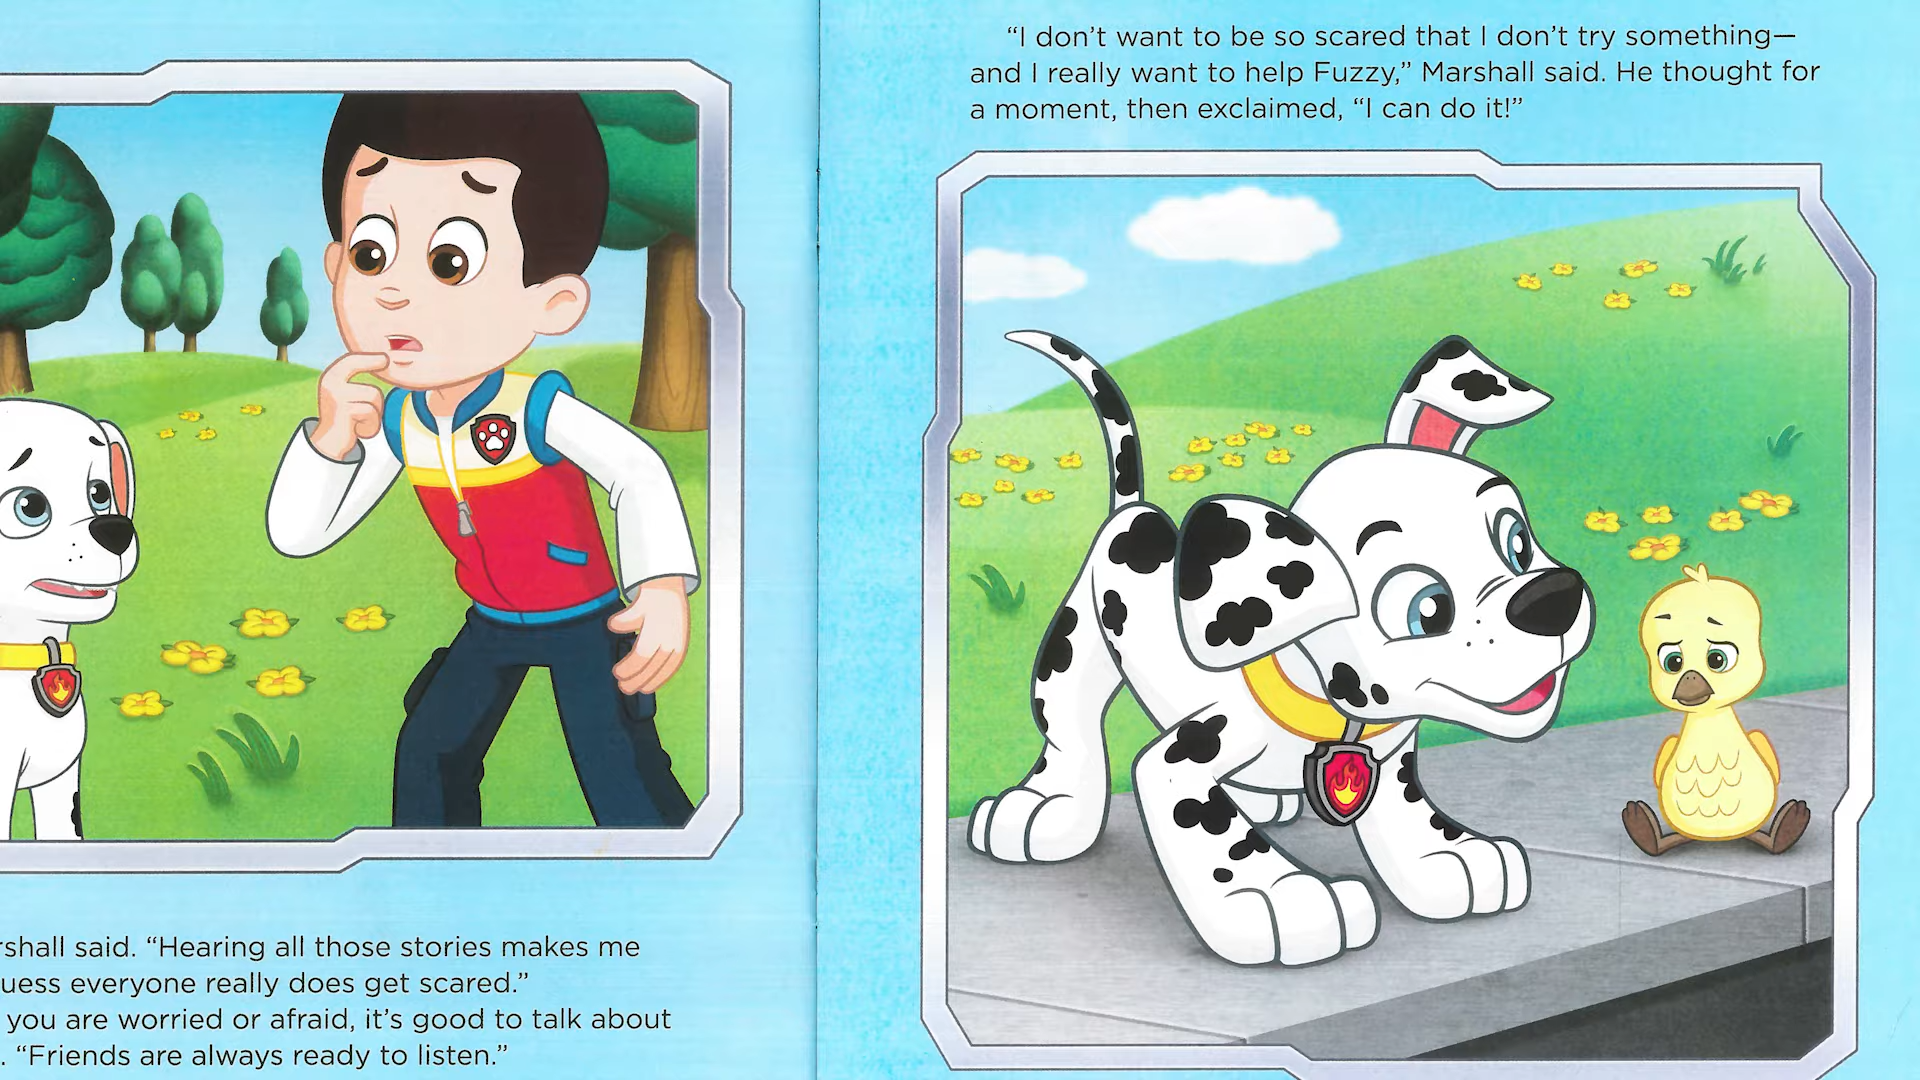 rshall said. “Hearing all those stories makes me
uess everyone really does get scared.”
you are worried or afraid, it’s good to talk about
. “Friends are always ready to listen.”
“I don’t want to be so scared that I don’t try something—
and I really want to help Fuzzy,” Marshall said. He thought for
a moment, then exclaimed, “I can do it!”